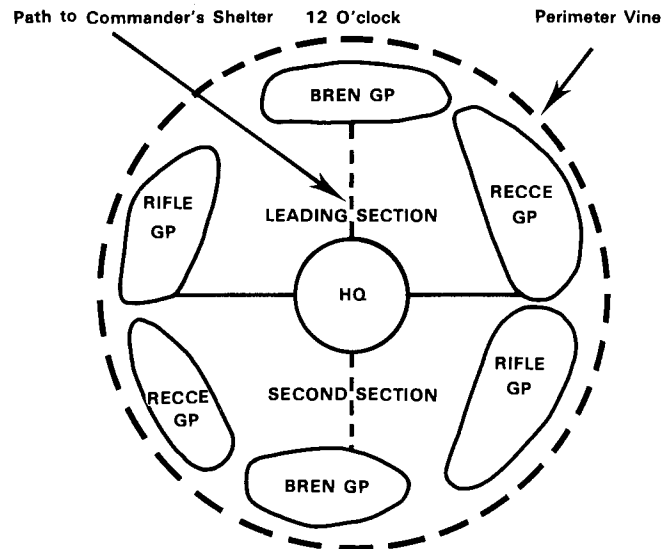 Path to Commander's Shelter 12 O'clock Perimeter Vine
BREN GP
RECCE
GP
RIFLE
GP
LEADING SECTION
HQ
RIFLE
GP
SECOND SECTION
RECCE
GP
BREN GP